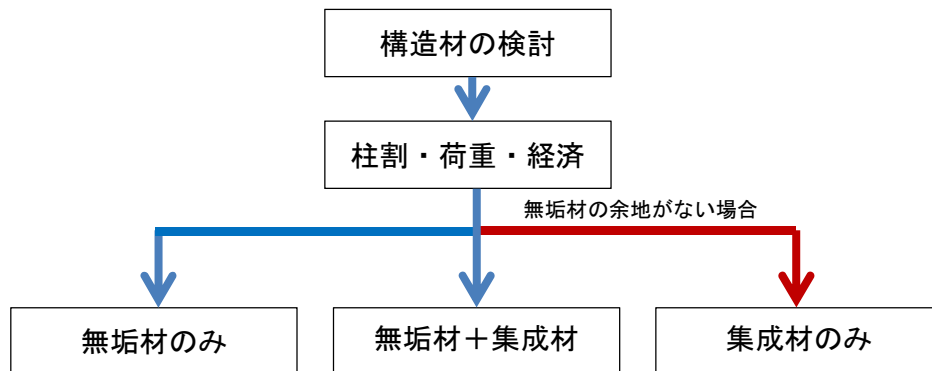 構造材の検討
柱割・荷重・経済
無垢材の余地がない場合
無垢材のみ
無垢材＋集成材
集成材のみ